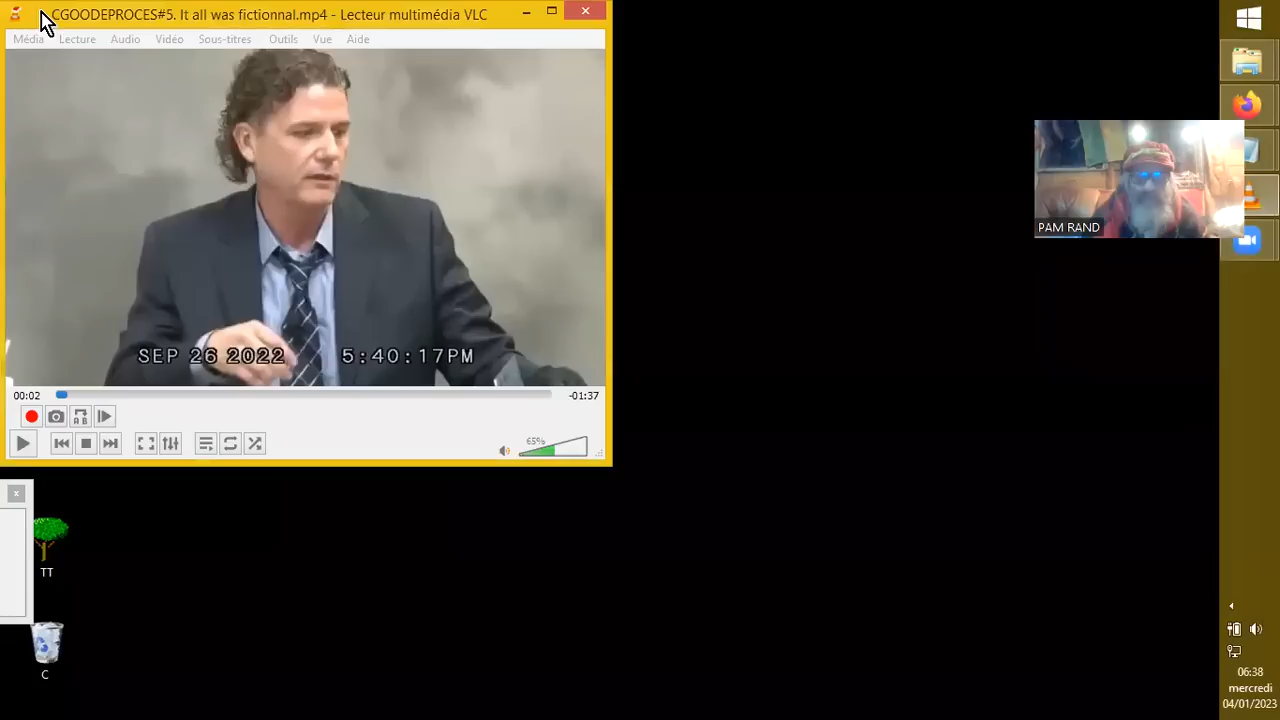 CGOODEPROCES#5. It all was fictionnal.mp4 - Lecteur multimédia VLC
Média Lecture Audio Vidéo Sous-titres Outils Vue Aide
PAM RAND
SEP 26 2022 5:40:17PM
00:02 -01:37
65%
TT
C
06:38
mercredi
04/01/2023